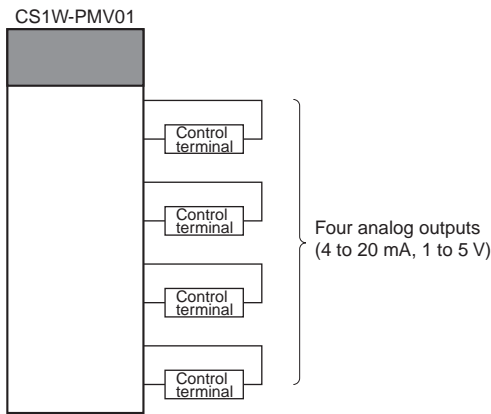 CS1W-PMV01
Control
terminal
Control
terminal
Control
terminal
Control
terminal
Four analog outputs
(4 to 20 mA, 1 to 5 V)